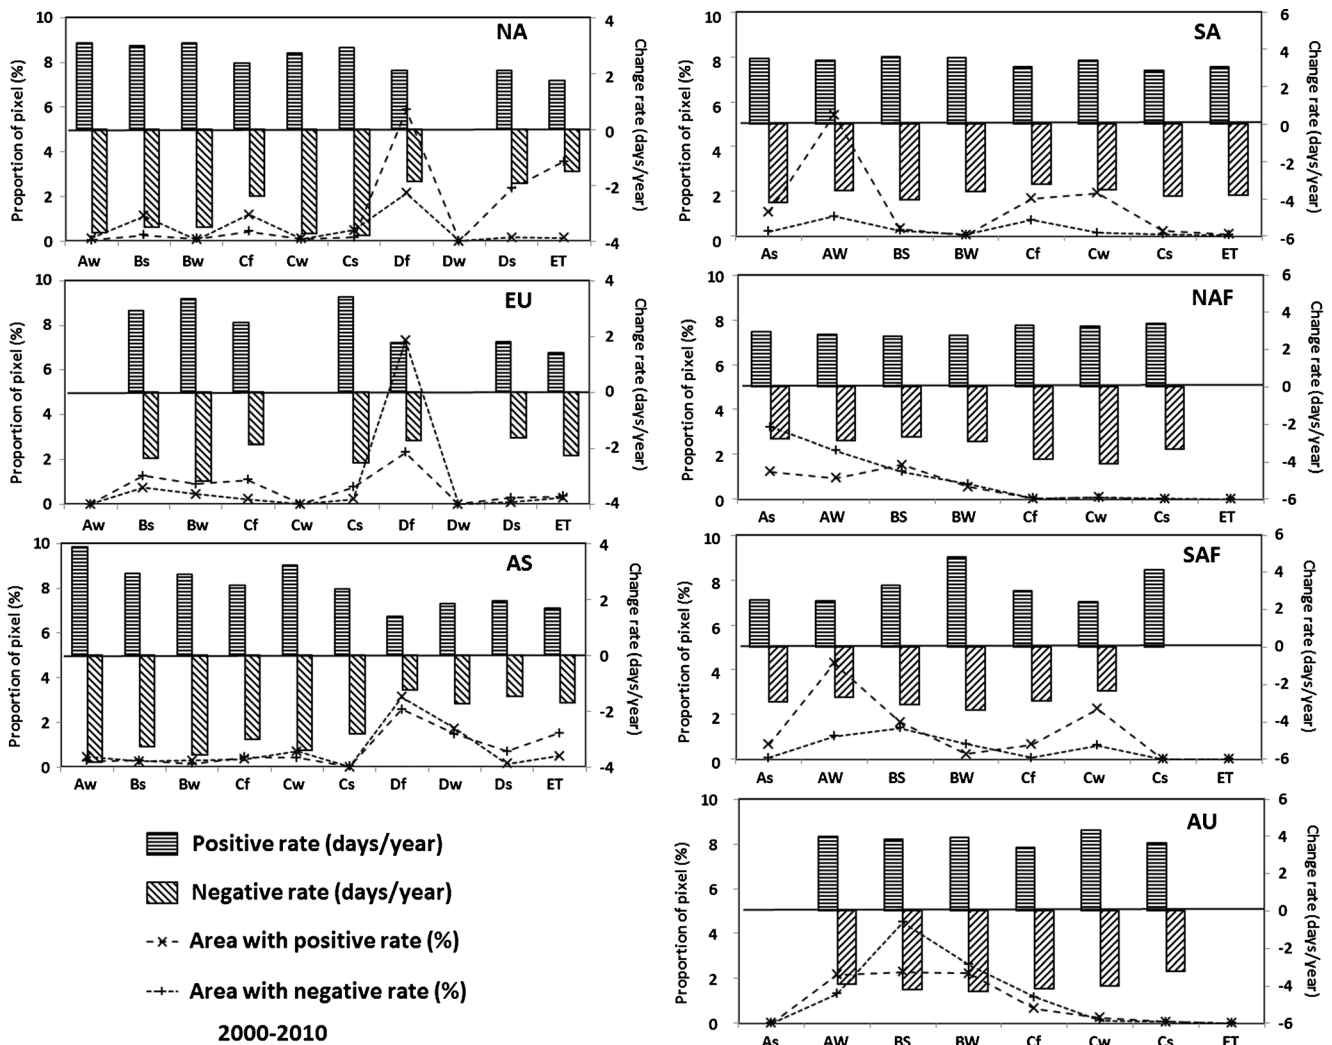 NA
Proportion of pixel (%)
10
8
6
4
2
0
4
2
0
-2
-4
Change rate (days/year)
Aw Bs Bw Cf Cw Cs Df Dw Ds ET
EU
Proportion of pixel (%)
10
8
6
4
2
0
4
2
0
-2
-4
Change rate (days/year)
Aw Bs Bw Cf Cw Cs Df Dw Ds ET
AS
Proportion of pixel (%)
10
8
6
4
2
0
4
2
0
-2
-4
Change rate (days/year)
Aw Bs Bw Cf Cw Cs Df Dw Ds ET
Positive rate (days/year)
Negative rate (days/year)
Area with positive rate (%)
Area with negative rate (%)
2000-2010
SA
Proportion of pixel (%)
10
8
6
4
2
0
6
4
2
0
-2
-4
-6
Change rate (days/year)
As AW BS BW Cf Cw Cs ET
NAF
Proportion of pixel (%)
10
8
6
4
2
0
6
4
2
0
-2
-4
-6
Change rate (days/year)
As AW BS BW Cf Cw Cs ET
SAF
Proportion of pixel (%)
10
8
6
4
2
0
6
4
2
0
-2
-4
-6
Change rate (days/year)
As AW BS BW Cf Cw Cs ET
AU
Proportion of pixel (%)
10
8
6
4
2
0
6
4
2
0
-2
-4
-6
Change rate (days/year)
As AW BS BW Cf Cw Cs ET